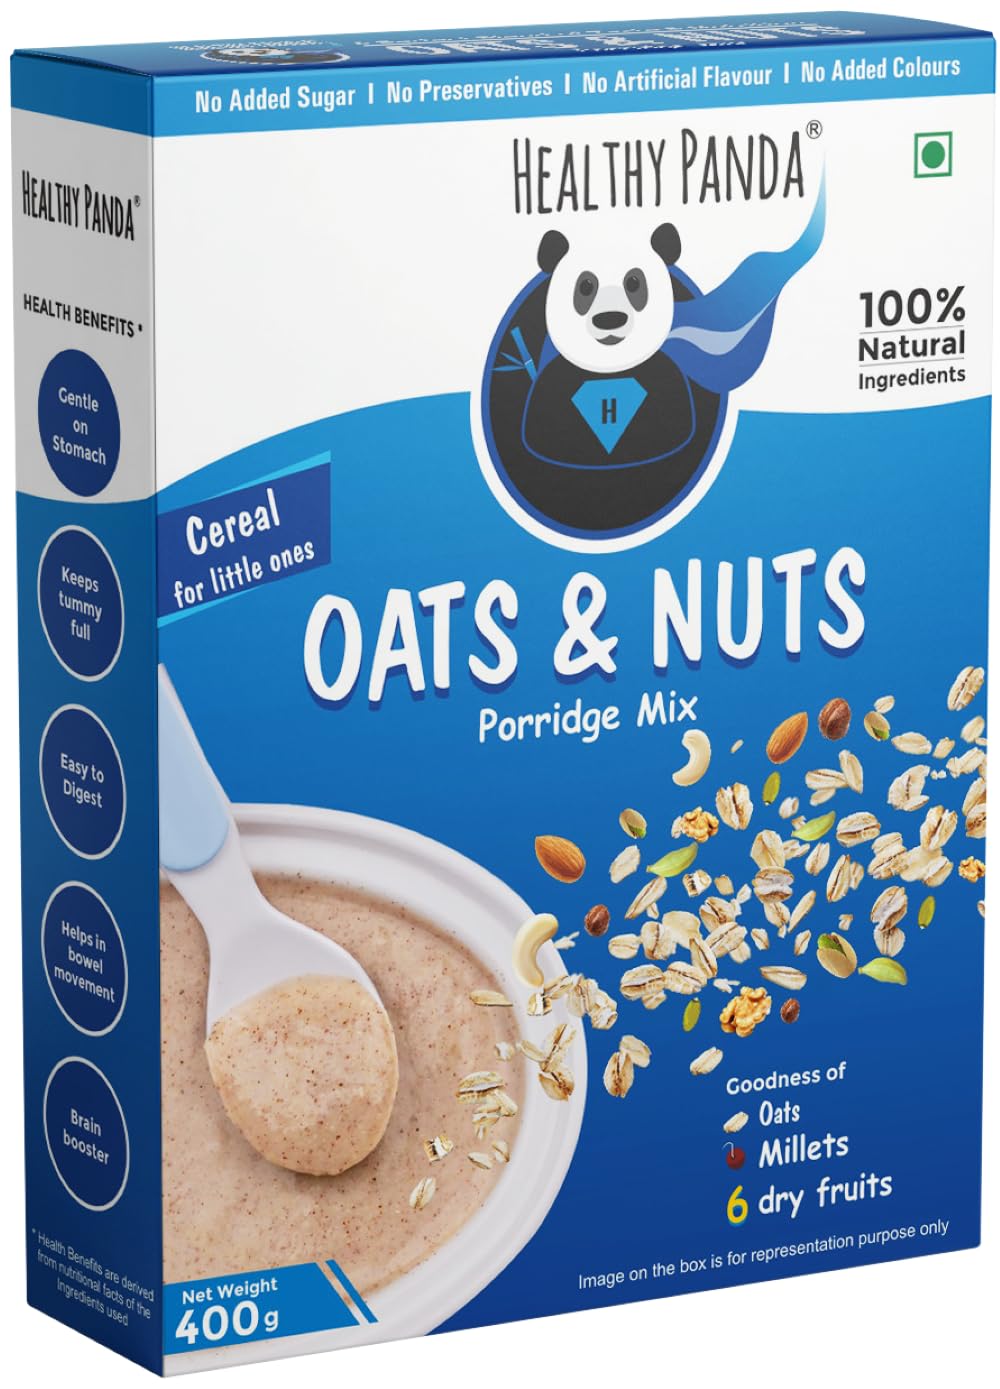 No Added Sugar | No Preservatives | No Artificial Flavour | No Added Colours
HEALTHY PANDA®
100%
Natural
Ingredients
H
Cereal
for little ones
OATS & NUTS
Porridge Mix
Goodness of
Oats
Millets
6 dry fruits
Image on the box is for representation purpose only
Net Weight
400g
HEALTHY PANDA®
HEALTH BENEFITS*
Gentle
on
Stomach
Keeps
tummy
full
Easy to
Digest
Helps in
bowel
movement
Brain
booster
* Health Benefits are derived
from nutritional facts of the
Ingredients used
OATS & NUTS